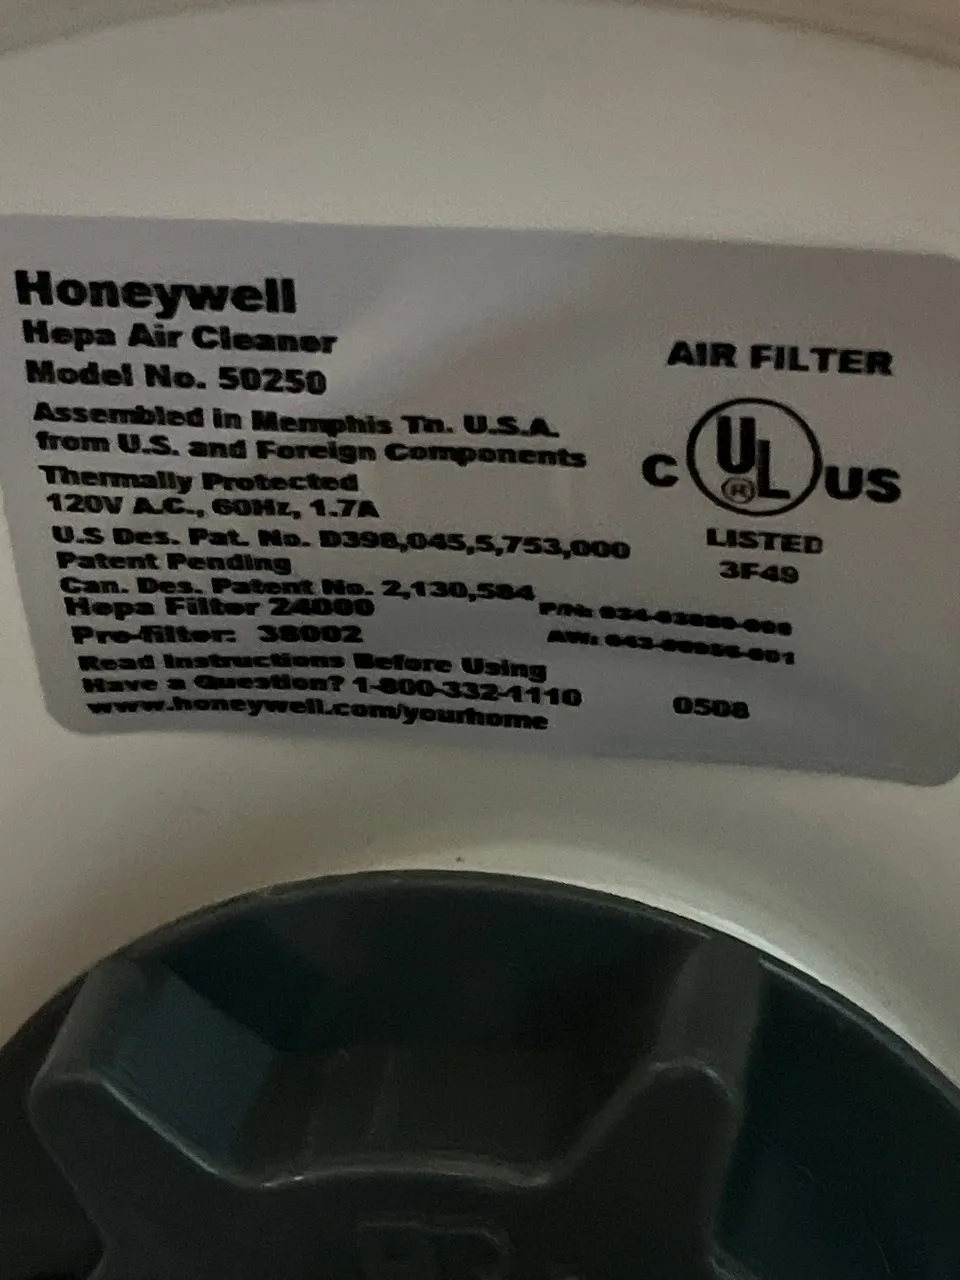 Honeywell
Hepa Air Cleaner
Model No. 50250
Assembled in Memphis Tn. U.S.A.
from U.S. and Foreign Components
Thermally Protected
120V A.C., 60Hz, 1.7A
U.S Des. Pat. No. D398,045,5,753,000
Patent Pending
Can. Des. Patent No. 2,130,584
Hepa Filter 24000
Pre-filter: 38002
Read Instructions Before Using
Have a Question? 1-800-332-1110
www.honeywell.com/yourhome
AIR FILTER
C UL ® US
LISTED
3F49
P/N:
AW:
0508